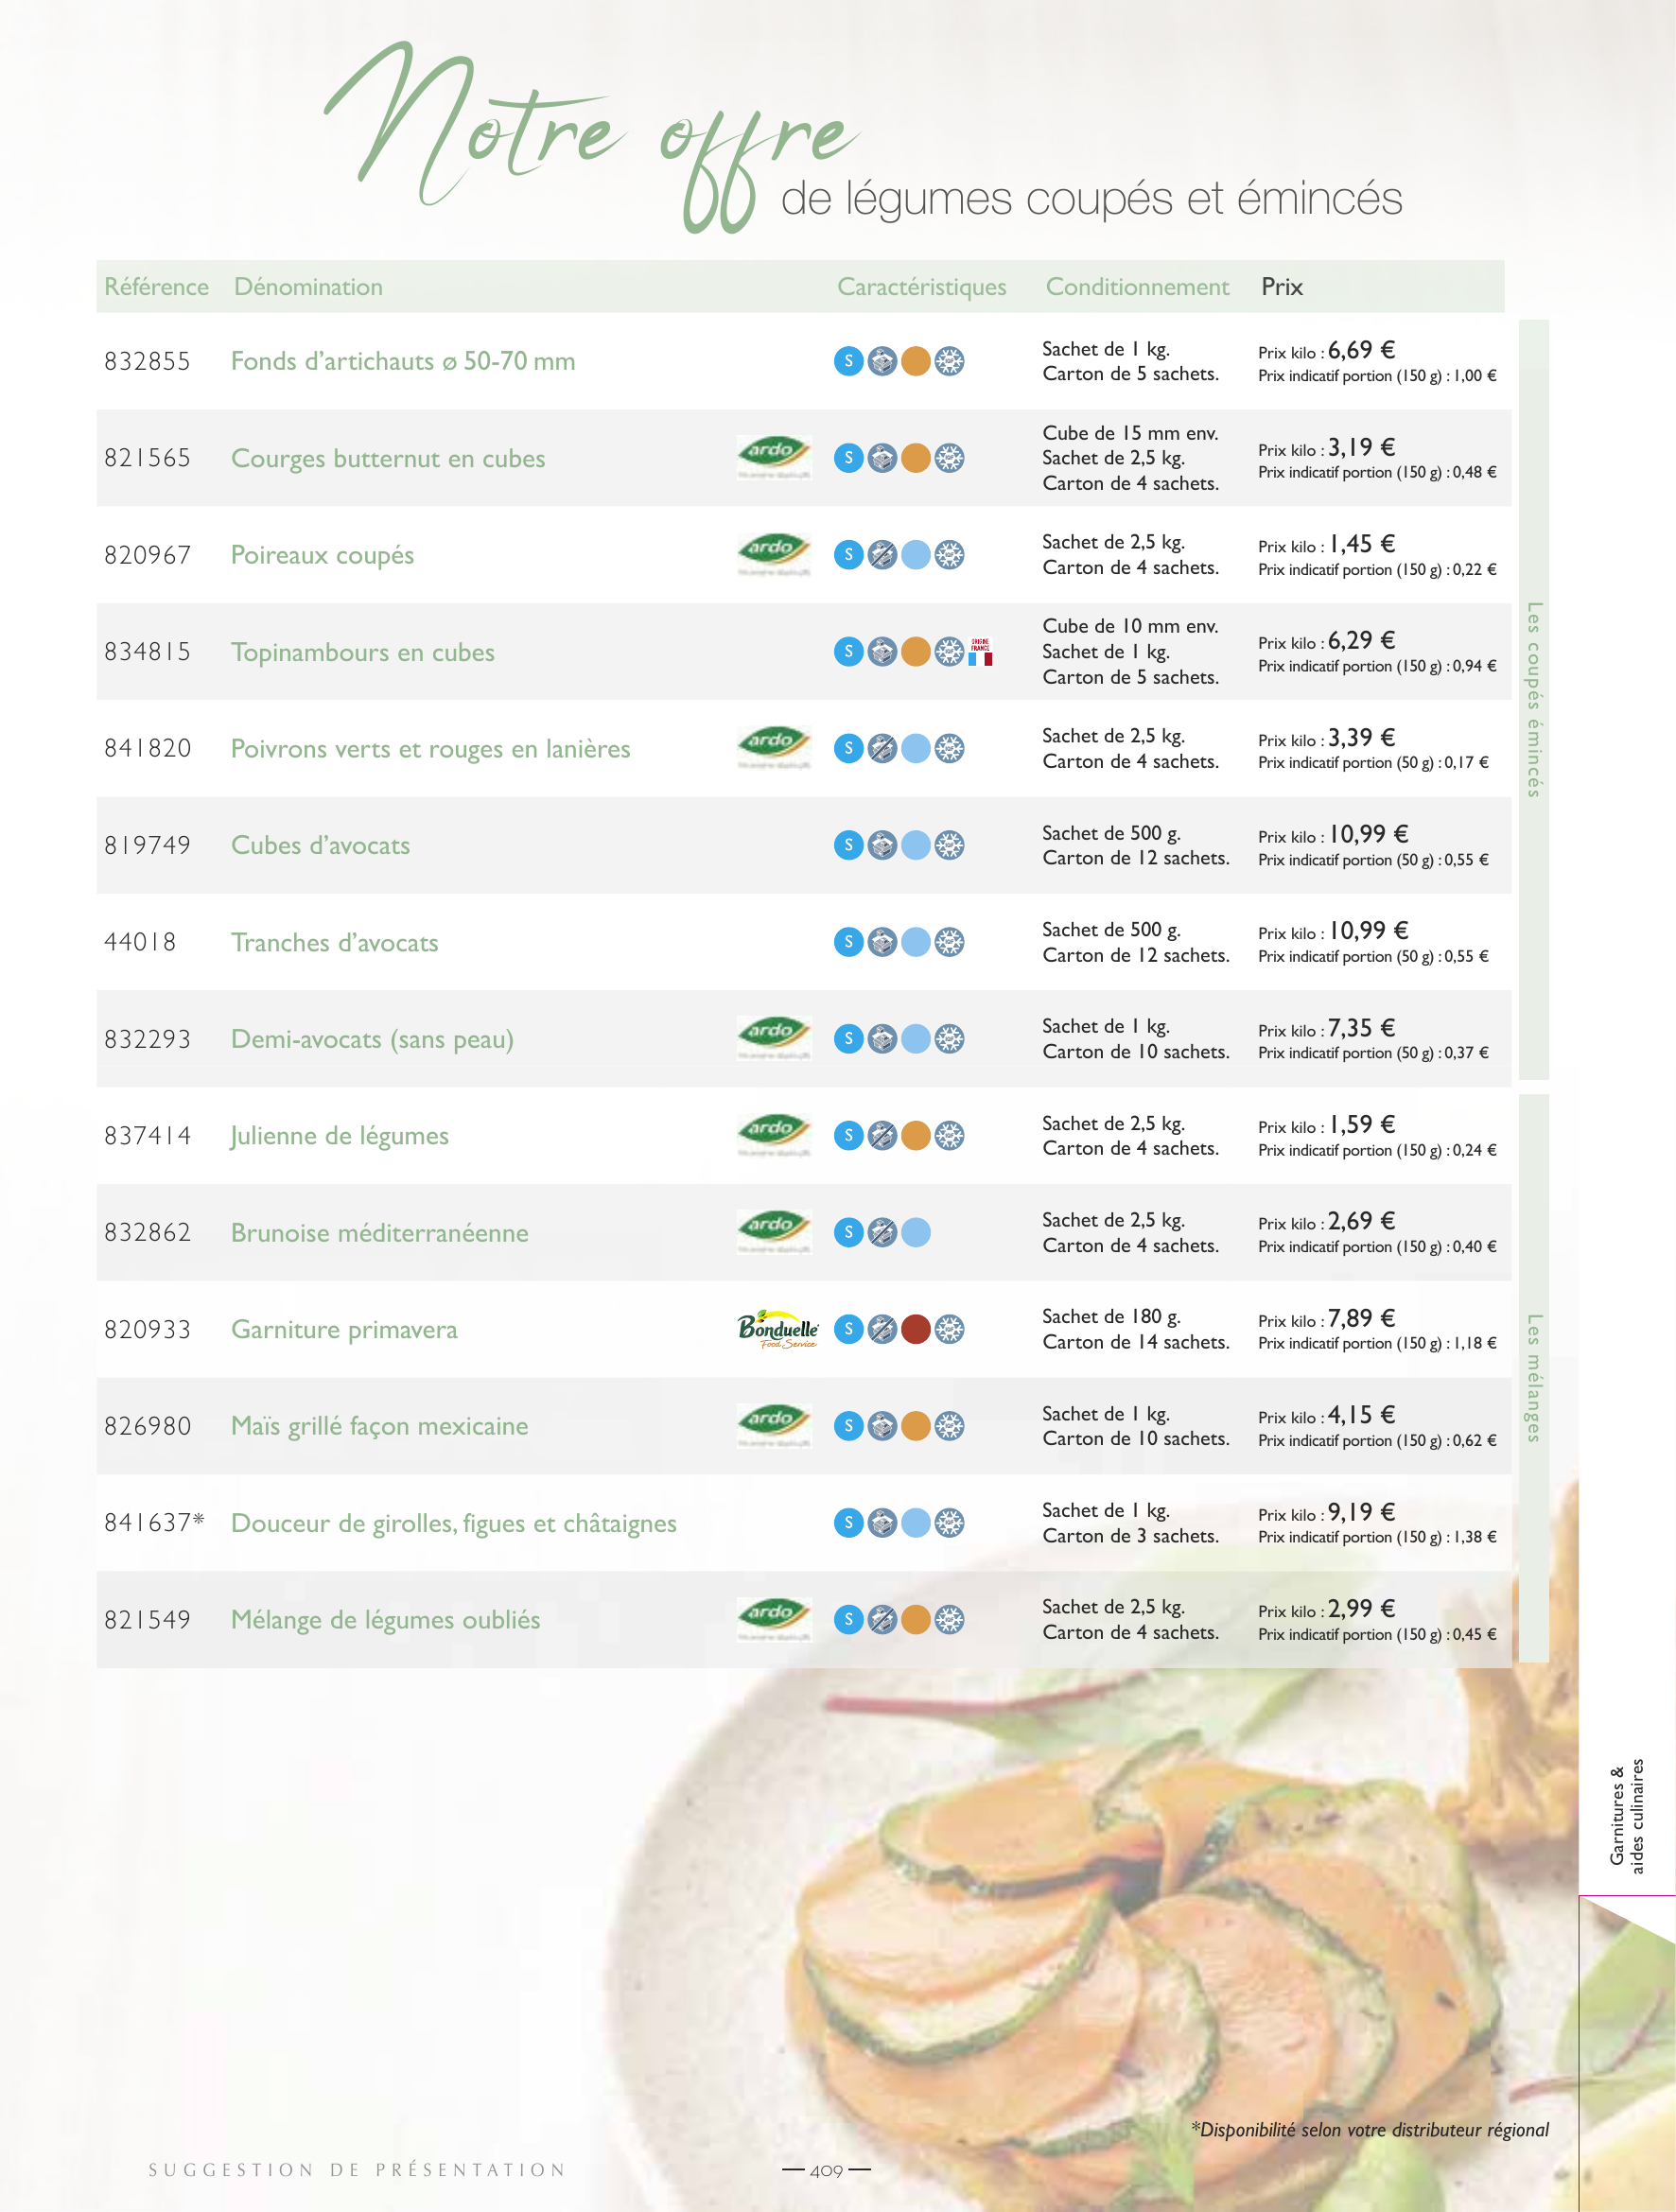 Notre offre
de légumes coupés et émincés
Référence Dénomination Caractéristiques Conditionnement Prix
832855 Fonds d'artichauts ø 50-70 mm S Sachet de 1 kg. Prix kilo : 6,69 €
Carton de 5 sachets. Prix indicatif portion (150 g) : 1,00 €
Cube de 15 mm env.
821565 Courges butternut en cubes ardo S Sachet de 2,5 kg. Prix kilo : 3,19 €
Carton de 4 sachets. Prix indicatif portion (150 g) : 0,48 €
820967 Poireaux coupés ardo S Sachet de 2,5 kg. Prix kilo : 1,45 €
Carton de 4 sachets. Prix indicatif portion (150 g) : 0,22 €
Cube de 10 mm env.
834815 Topinambours en cubes S ORIGINE FRANCE Sachet de 1 kg. Prix kilo : 6,29 €
Carton de 5 sachets. Prix indicatif portion (150 g) : 0,94 €
841820 Poivrons verts et rouges en lanières ardo S Sachet de 2,5 kg. Prix kilo : 3,39 €
Carton de 4 sachets. Prix indicatif portion (50 g) : 0,17 €
819749 Cubes d'avocats S Sachet de 500 g. Prix kilo : 10,99 €
Carton de 12 sachets. Prix indicatif portion (50 g) : 0,55 €
44018 Tranches d'avocats S Sachet de 500 g. Prix kilo : 10,99 €
Carton de 12 sachets. Prix indicatif portion (50 g) : 0,55 €
832293 Demi-avocats (sans peau) ardo S Sachet de 1 kg. Prix kilo : 7,35 €
Carton de 10 sachets. Prix indicatif portion (50 g) : 0,37 €
Les coupés émincés
837414 Julienne de légumes ardo S Sachet de 2,5 kg. Prix kilo : 1,59 €
Carton de 4 sachets. Prix indicatif portion (150 g) : 0,24 €
832862 Brunoise méditerranéenne ardo S Sachet de 2,5 kg. Prix kilo : 2,69 €
Carton de 4 sachets. Prix indicatif portion (150 g) : 0,40 €
820933 Garniture primavera Bonduelle Food Service S Sachet de 180 g. Prix kilo : 7,89 €
Carton de 14 sachets. Prix indicatif portion (150 g) : 1,18 €
826980 Maïs grillé façon mexicaine ardo S Sachet de 1 kg. Prix kilo : 4,15 €
Carton de 10 sachets. Prix indicatif portion (150 g) : 0,62 €
841637* Douceur de girolles, figues et châtaignes S Sachet de 1 kg. Prix kilo : 9,19 €
Carton de 3 sachets. Prix indicatif portion (150 g) : 1,38 €
821549 Mélange de légumes oubliés ardo S Sachet de 2,5 kg. Prix kilo : 2,99 €
Carton de 4 sachets. Prix indicatif portion (150 g) : 0,45 €
Les mélanges
Garnitures &
aides culinaires
*Disponibilité selon votre distributeur régional
SUGGESTION DE PRÉSENTATION
— 409 —